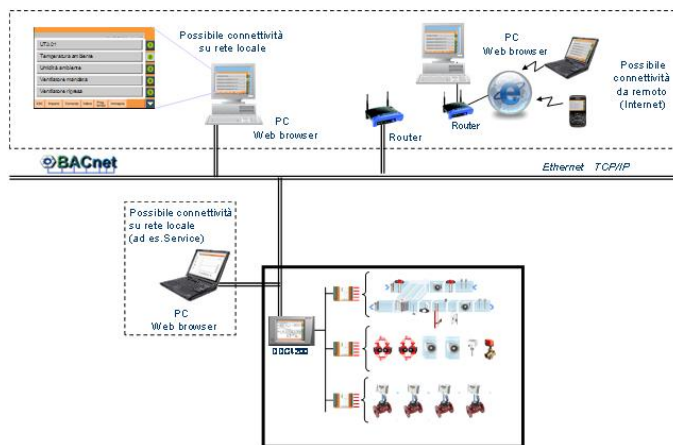 Possibile connettività
su rete locale
UTU.01
Temperatura ambiente
Umidità ambiente
Ventilatore mandata
Ventilatore ripresa
PC
Web browser
Router
PC
Web browser
Router
Possibile
connettività
da remoto
(Internet)
BACnet
Ethernet TCP/IP
Possibile connettività
su rete locale
(ad es.Service)
PC
Web browser